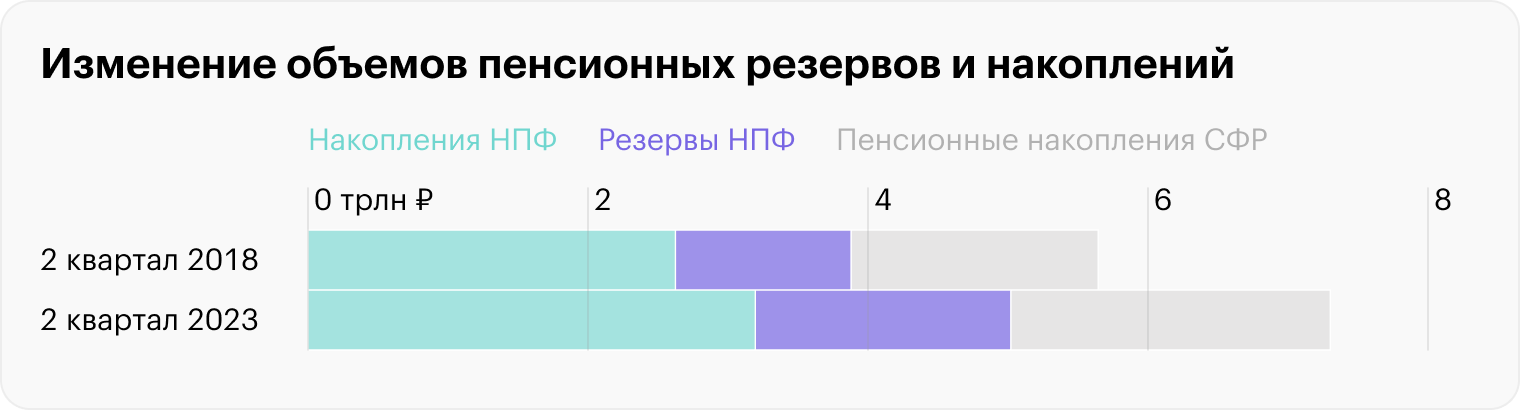 Изменение объемов пенсионных резервов и накоплений
Накопления НПФ Резервы НПФ Пенсионные накопления СФР
0 трлн ₽ 2 4 6 8
2 квартал 2018
2 квартал 2023